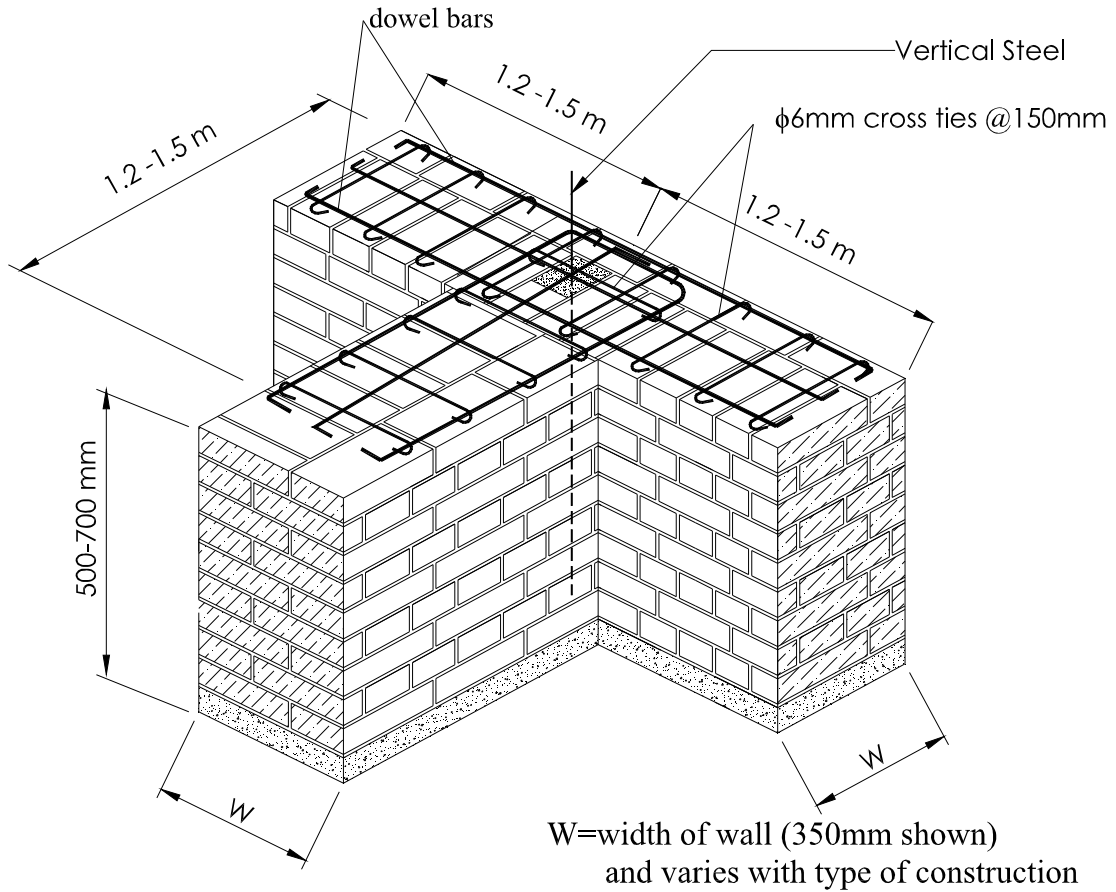 dowel bars
Vertical Steel
1.2-1.5 m
ϕ6mm cross ties @150mm
1.2-1.5 m
1.2-1.5 m
500-700 mm
W
W
W=width of wall (350mm shown)
and varies with type of construction